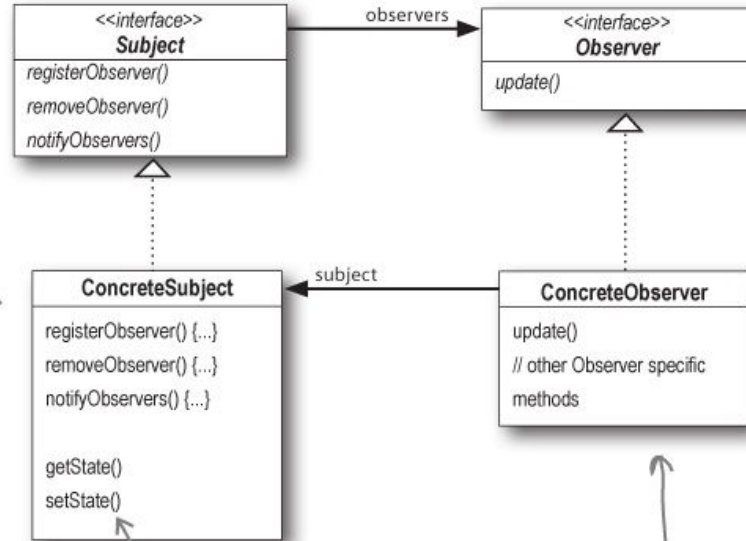 <<interface>>
Subject
registerObserver()
removeObserver()
notifyObservers()
observers
<<interface>>
Observer
update()
ConcreteSubject
registerObserver() {...}
removeObserver() {...}
notifyObservers() {...}
getState()
setState()
subject
ConcreteObserver
update()
// other Observer specific
methods